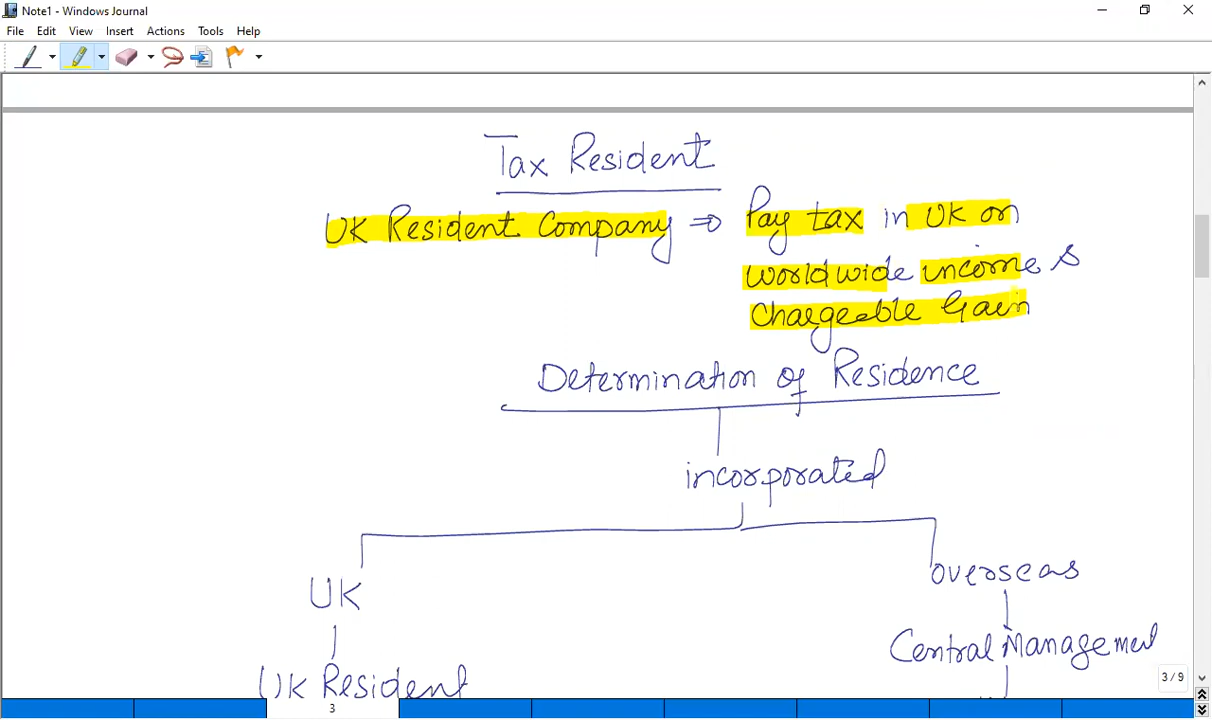 Note1 - Windows Journal
File Edit View Insert Actions Tools Help
Tax Resident
UK Resident Company ⇒ Pay tax in UK on
worldwide income &
Chargeable Gain
Determination of Residence
incorporated
UK
overseas
Central Management
UK Resident
3 / 9
3